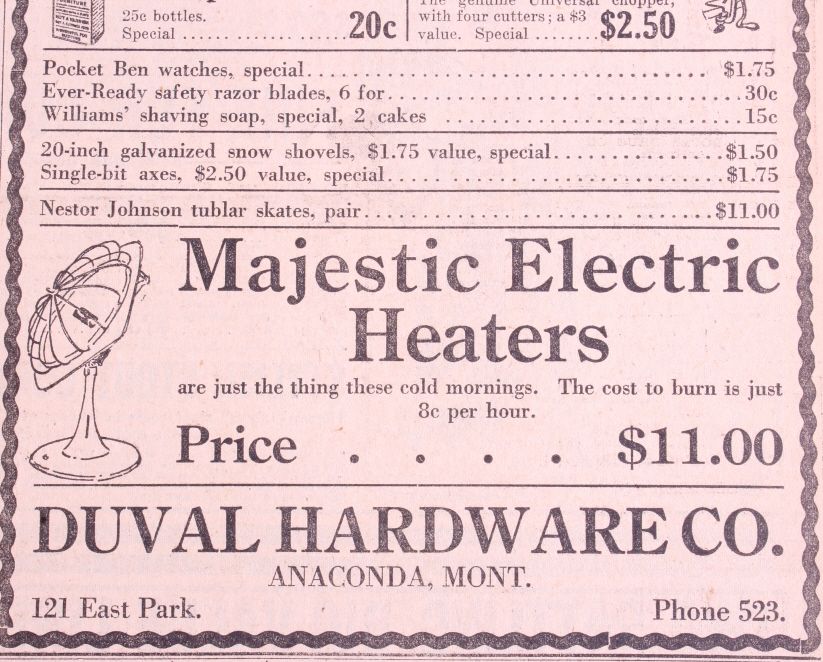 25c bottles.
Special 20c
The genuine Universal chopper,
with four cutters; a $3
value. Special $2.50
Pocket Ben watches, special $1.75
Ever-Ready safety razor blades, 6 for 30c
Williams' shaving soap, special, 2 cakes 15c
20-inch galvanized snow shovels, $1.75 value, special $1.50
Single-bit axes, $2.50 value, special $1.75
Nestor Johnson tublar skates, pair $11.00
Majestic Electric
Heaters
are just the thing these cold mornings. The cost to burn is just
8c per hour.
Price . . . . $11.00
DUVAL HARDWARE CO.
ANACONDA, MONT.
121 East Park. Phone 523.